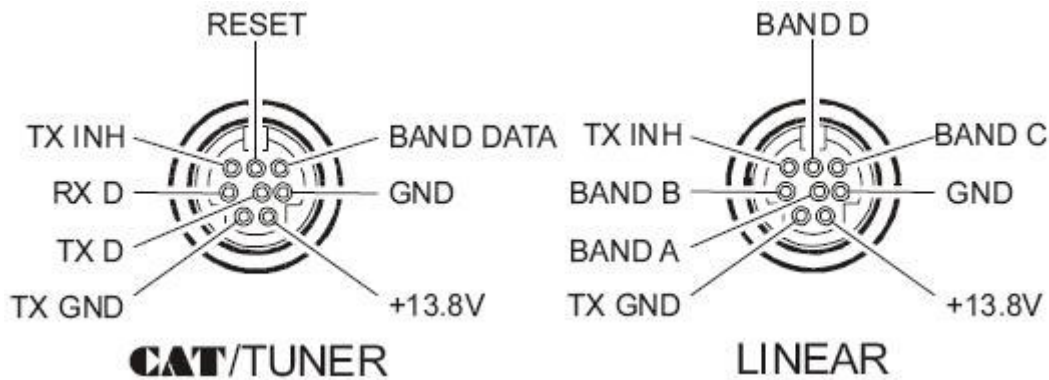 RESET
TX INH
BAND DATA
RX D
GND
TX D
TX GND
+13.8V
CAT/TUNER
BAND D
TX INH
BAND C
BAND B
GND
BAND A
TX GND
+13.8V
LINEAR